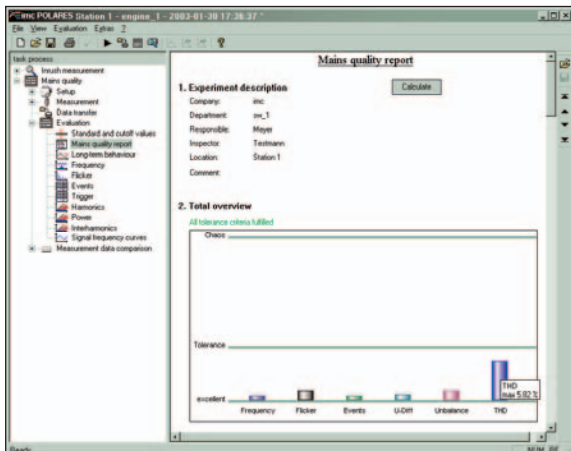 imc POLARES Station 1 - engine_1 - 2003-01-30 17:36:37 *
File View Evaluation Extras ?
task process
Inrush measurement
Mains quality
Setup
Measurement
Data transfer
Evaluation
Standard and cutoff values
Mains quality report
Long-term behaviour
Frequency
Flicker
Events
Trigger
Harmonics
Power
Interharmonics
Signal frequency curves
Measurement data comparison
Mains quality report
Calculate
1. Experiment description
Company: imc
Department: sw_1
Responsible: Meyer
Inspector: Testmann
Location: Station 1
Comment:
2. Total overview
All tolerance criteria fulfilled
Chaos
Tolerance
excellent
THD
max 5.82 %
Frequency Flicker Events U-Diff Unbalance THD
Ready
NUM